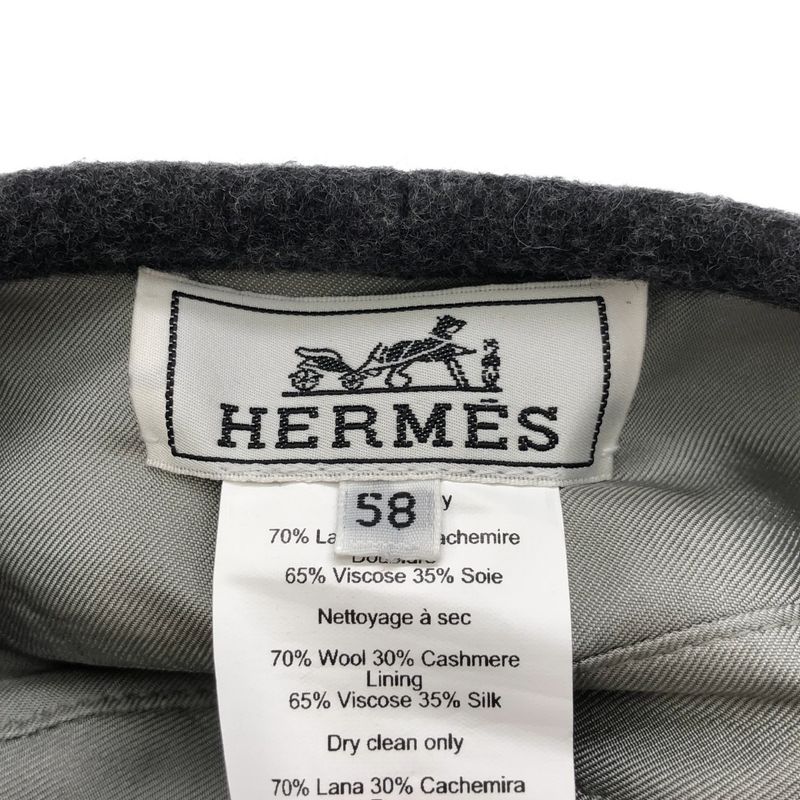 HERMÈS
58
y
70% La achemire
65% Viscose 35% Soie
Nettoyage à sec
70% Wool 30% Cashmere
Lining
65% Viscose 35% Silk
Dry clean only
70% Lana 30% Cachemira